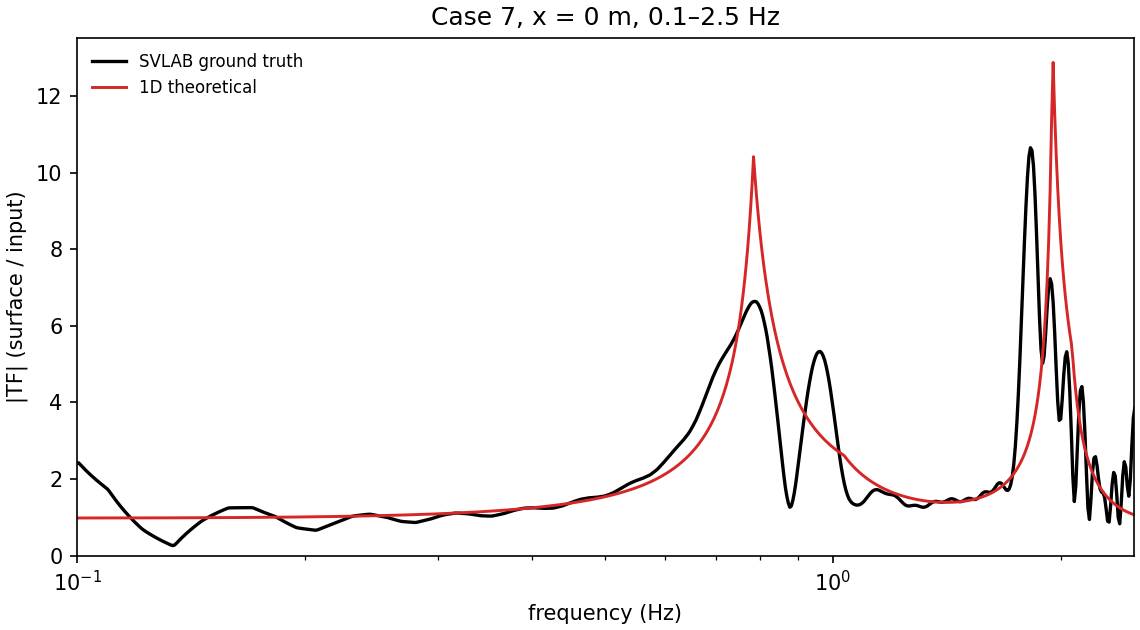 Case 7, x = 0 m, 0.1–2.5 Hz
SVLAB ground truth
1D theoretical
|TF| (surface / input)
12
10
8
6
4
2
0
10⁻¹
10⁰
frequency (Hz)